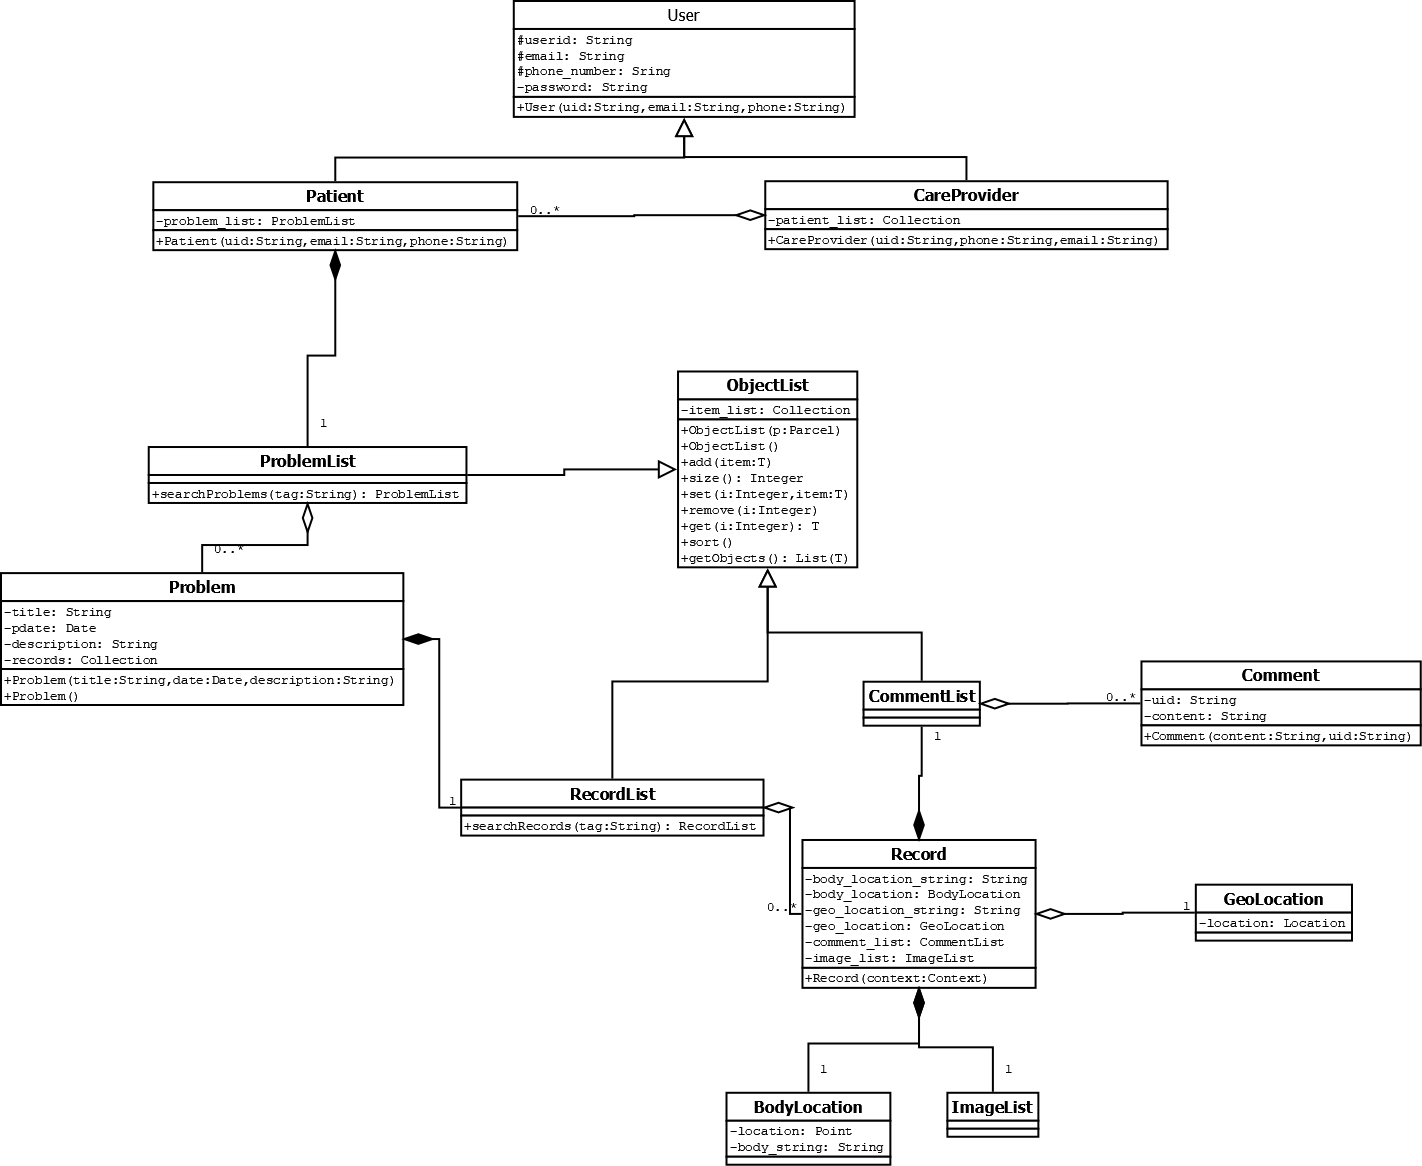 User
#userid: String
#email: String
#phone_number: Sring
-password: String
+User(uid:String,email:String,phone:String)
Patient
-problem_list: ProblemList
+Patient(uid:String,email:String,phone:String)
0..*
CareProvider
-patient_list: Collection
+CareProvider(uid:String,phone:String,email:String)
1
ProblemList
+searchProblems(tag:String): ProblemList
ObjectList
-item_list: Collection
+ObjectList(p:Parcel)
+ObjectList()
+add(item:T)
+size(): Integer
+set(i:Integer,item:T)
+remove(i:Integer)
+get(i:Integer): T
+sort()
+getObjects(): List(T)
0..*
Problem
-title: String
-pdate: Date
-description: String
-records: Collection
+Problem(title:String,date:Date,description:String)
+Problem()
CommentList
0..*
Comment
-uid: String
-content: String
+Comment(content:String,uid:String)
1
1
RecordList
+searchRecords(tag:String): RecordList
0..*
Record
-body_location_string: String
-body_location: BodyLocation
-geo_location_string: String
-geo_location: GeoLocation
-comment_list: CommentList
-image_list: ImageList
+Record(context:Context)
1
GeoLocation
-location: Location
1
1
BodyLocation
-location: Point
-body_string: String
ImageList